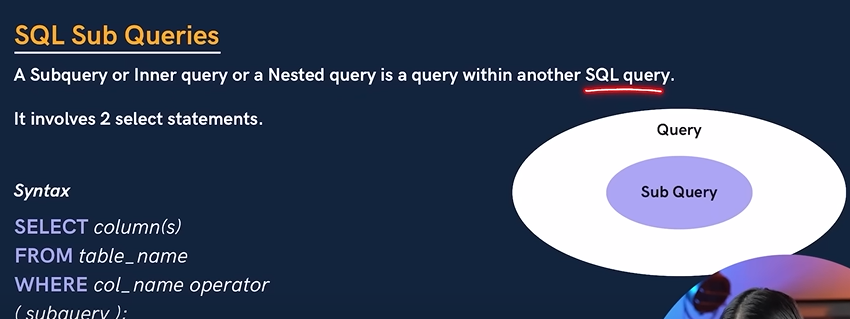 SQL Sub Queries
A Subquery or Inner query or a Nested query is a query within another SQL query.
It involves 2 select statements.
Query
Sub Query
Syntax
SELECT column(s)
FROM table_name
WHERE col_name operator
( subquery );